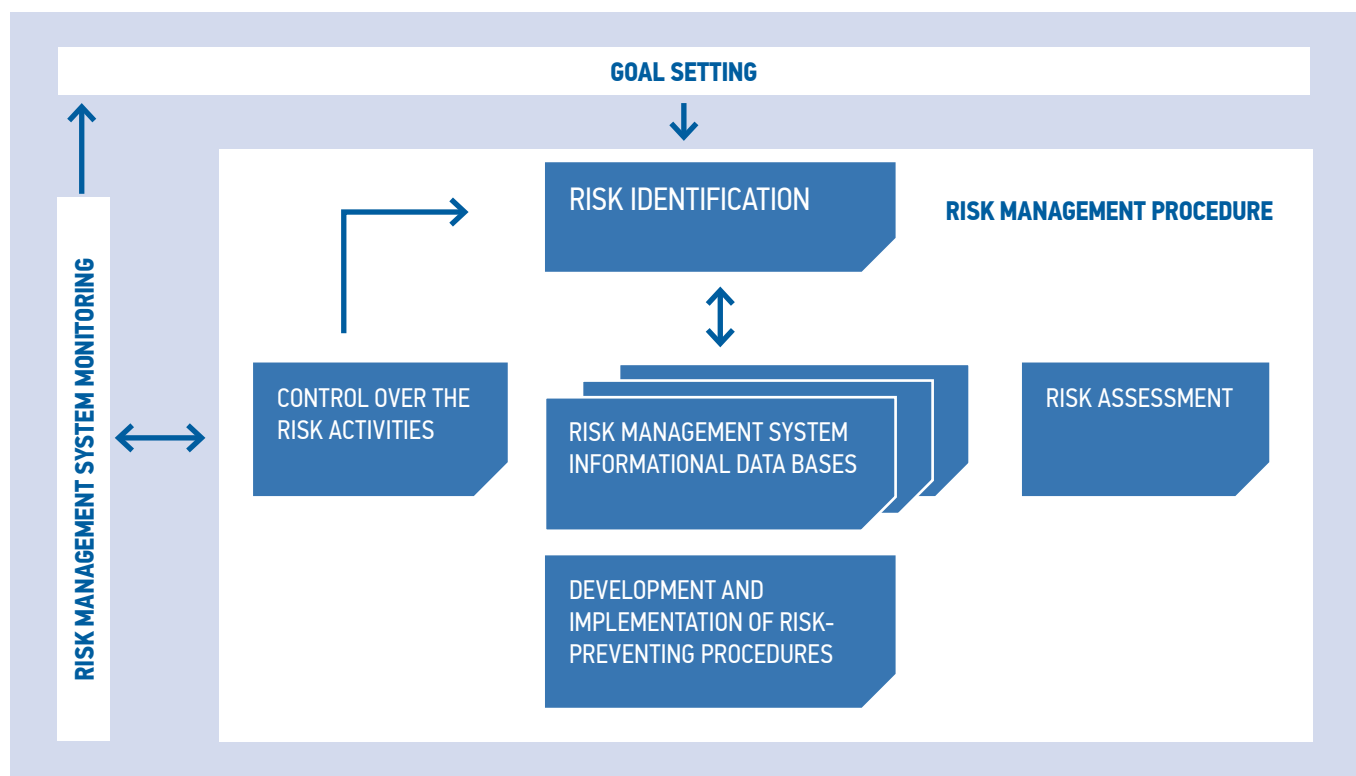 GOAL SETTING
RISK MANAGEMENT SYSTEM MONITORING
RISK IDENTIFICATION
RISK MANAGEMENT PROCEDURE
CONTROL OVER THE
RISK ACTIVITIES
RISK MANAGEMENT SYSTEM
INFORMATIONAL DATA BASES
RISK ASSESSMENT
DEVELOPMENT AND
IMPLEMENTATION OF RISK-
PREVENTING PROCEDURES